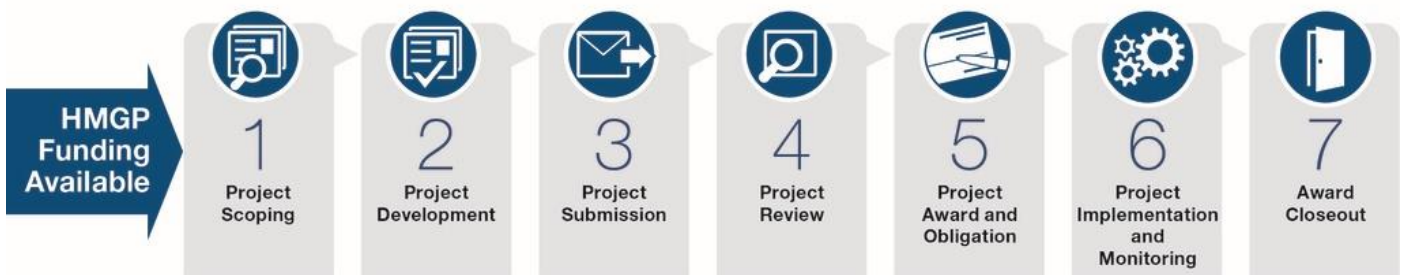 HMGP
Funding
Available
1
Project
Scoping
2
Project
Development
3
Project
Submission
4
Project
Review
5
Project
Award and
Obligation
6
Project
Implementation
and
Monitoring
7
Award
Closeout